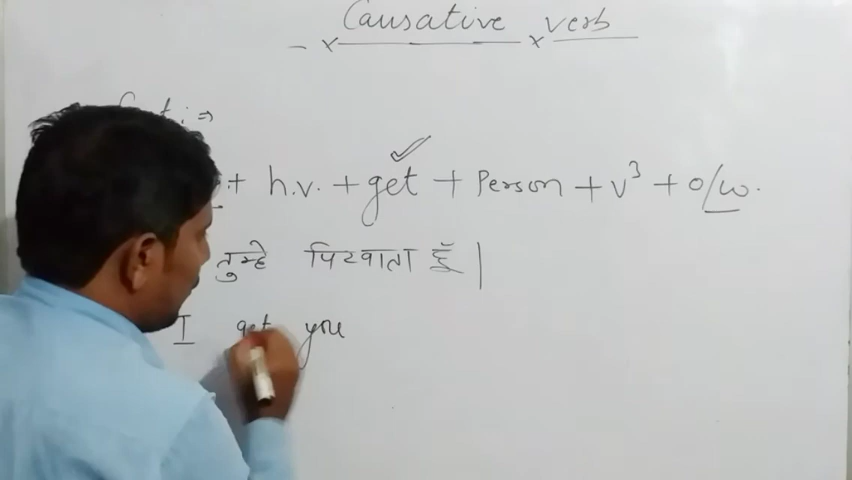 Causative verb
⇒
+ h.v. + get + Person + V³ + O/w.
तुम्हे पिटवाता हूँ |
I get you